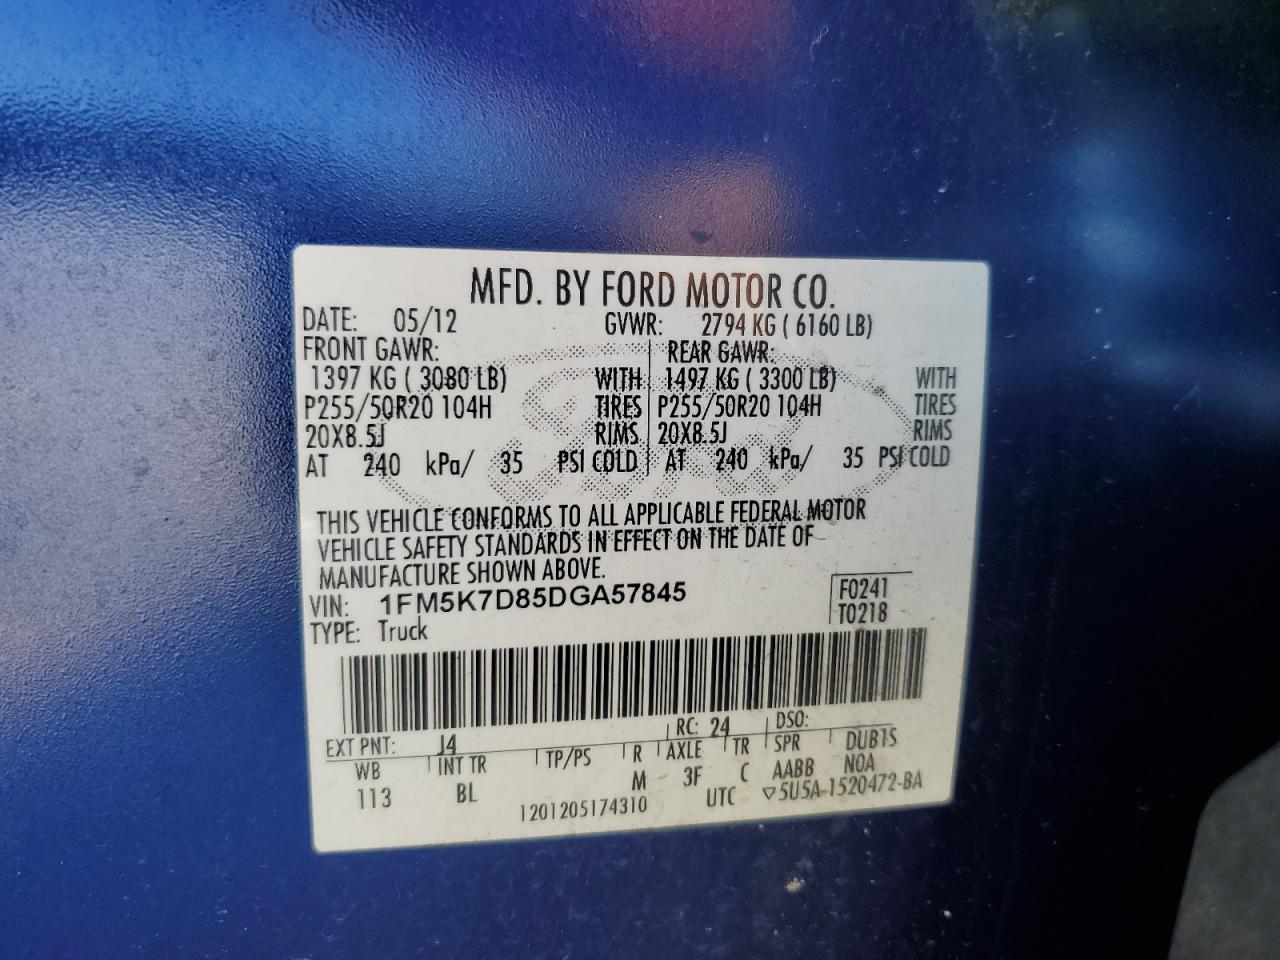 MFD. BY FORD MOTOR CO.
DATE: 05/12 GVWR: 2794 KG ( 6160 LB)
FRONT GAWR: REAR GAWR:
1397 KG ( 3080 LB) WITH 1497 KG ( 3300 LB) WITH
P255/50R20 104H TIRES P255/50R20 104H TIRES
20X8.5J RIMS 20X8.5J RIMS
AT 240 kPa/ 35 PSI COLD AT 240 kPa/ 35 PSI COLD
THIS VEHICLE CONFORMS TO ALL APPLICABLE FEDERAL MOTOR
VEHICLE SAFETY STANDARDS IN EFFECT ON THE DATE OF
MANUFACTURE SHOWN ABOVE.
VIN: 1FM5K7D85DGA57845 F0241
TYPE: Truck T0218
EXT PNT: J4 RC: 24 DSO:
WB INT TR TP/PS R AXLE TR SPR DUB1S
113 BL M 3F C AABB NOA
1201205174310 UTC ▽5U5A-1520472-BA